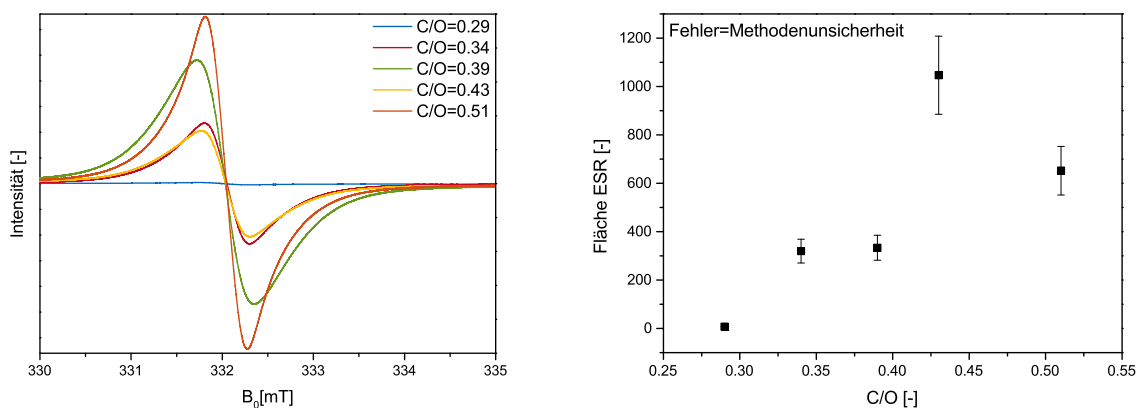 C/O=0.29
C/O=0.34
C/O=0.39
C/O=0.43
C/O=0.51
Intensität [-]
330 331 332 333 334 335
B₀[mT]
Fehler=Methodenunsicherheit
1200
1000
800
600
400
200
0
Fläche ESR [-]
0.25 0.30 0.35 0.40 0.45 0.50 0.55
C/O [-]